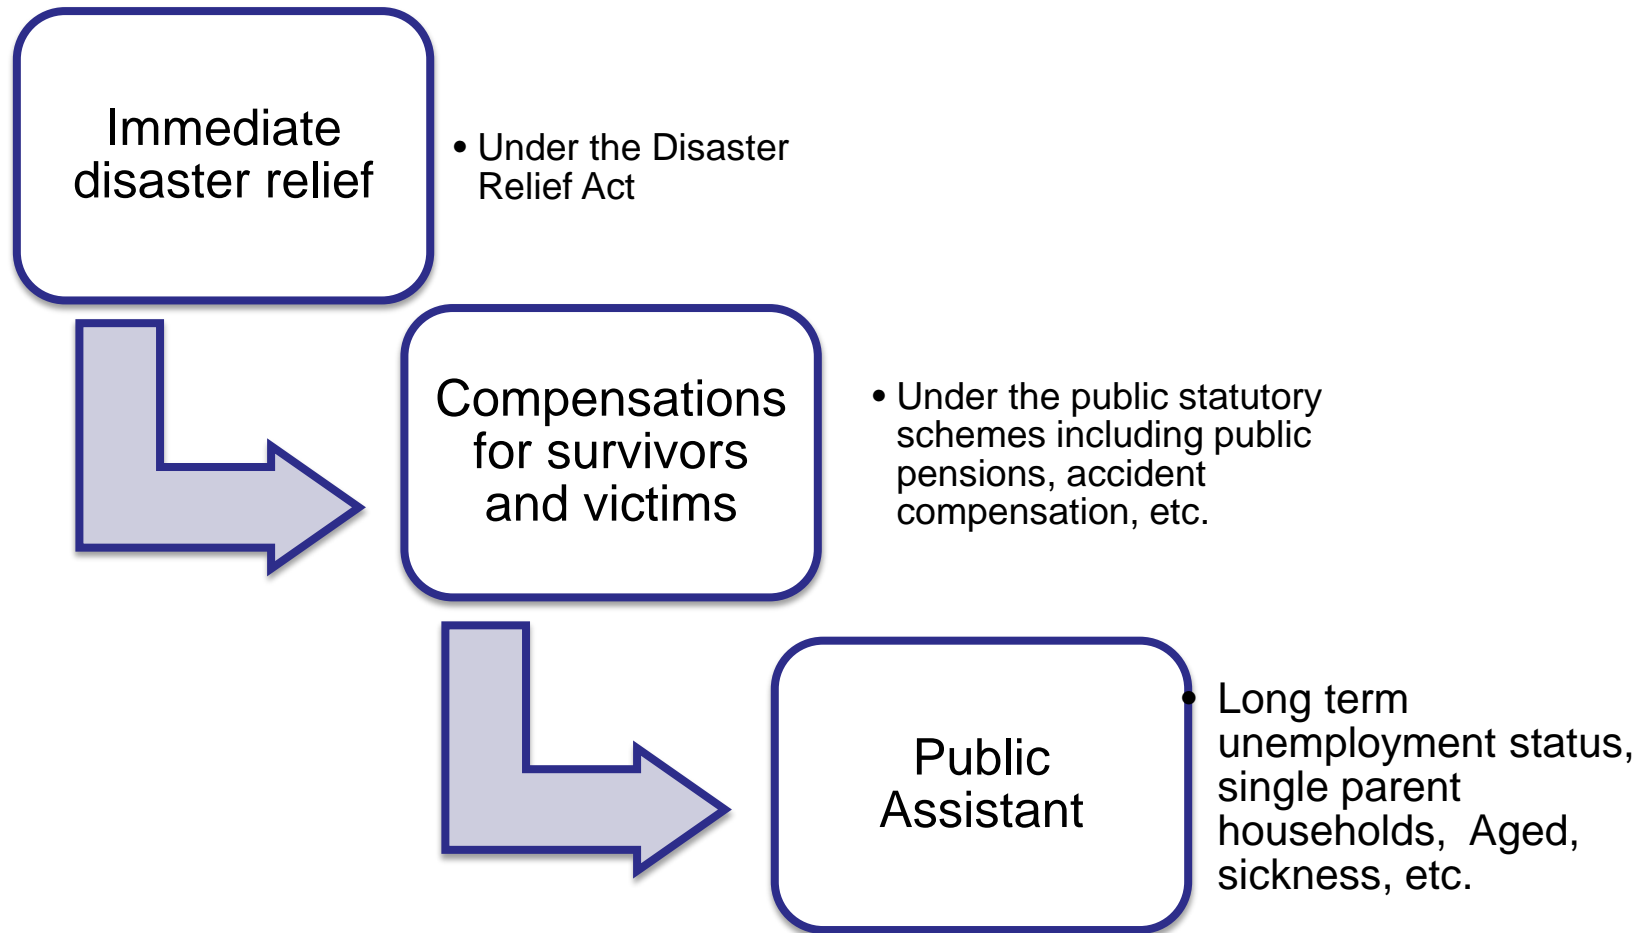 Immediate
disaster relief
• Under the Disaster
Relief Act
Compensations
for survivors
and victims
• Under the public statutory
schemes including public
pensions, accident
compensation, etc.
Public
Assistant
• Long term
unemployment status,
single parent
households, Aged,
sickness, etc.